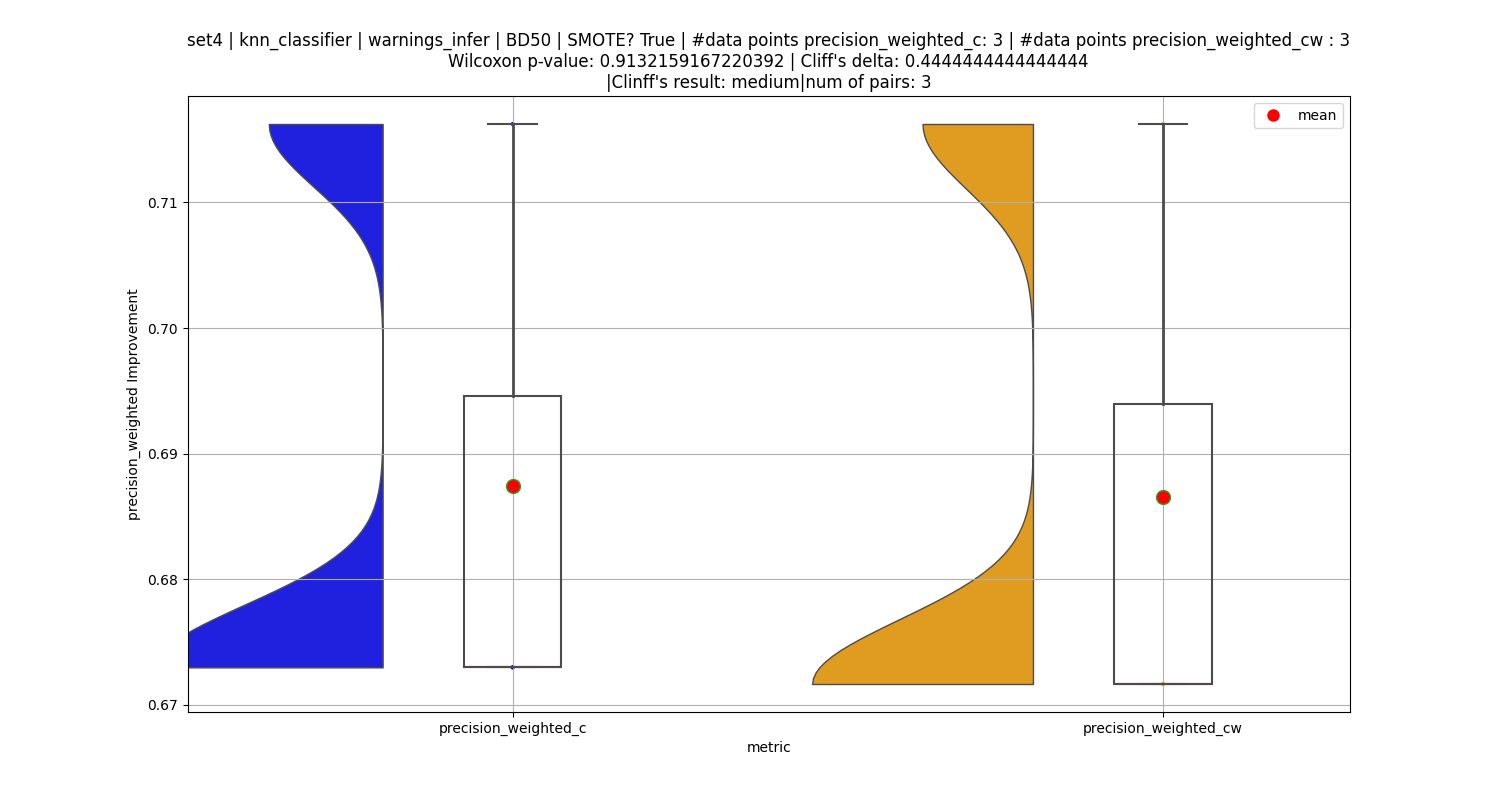 set4 | knn_classifier | warnings_infer | BD50 | SMOTE? True | #data points precision_weighted_c: 3 | #data points precision_weighted_cw : 3
Wilcoxon p-value: 0.9132159167220392 | Cliff's delta: 0.4444444444444444
|Clinff's result: medium|num of pairs: 3
mean
0.71
0.70
0.69
0.68
0.67
precision_weighted Improvement
precision_weighted_c
precision_weighted_cw
metric